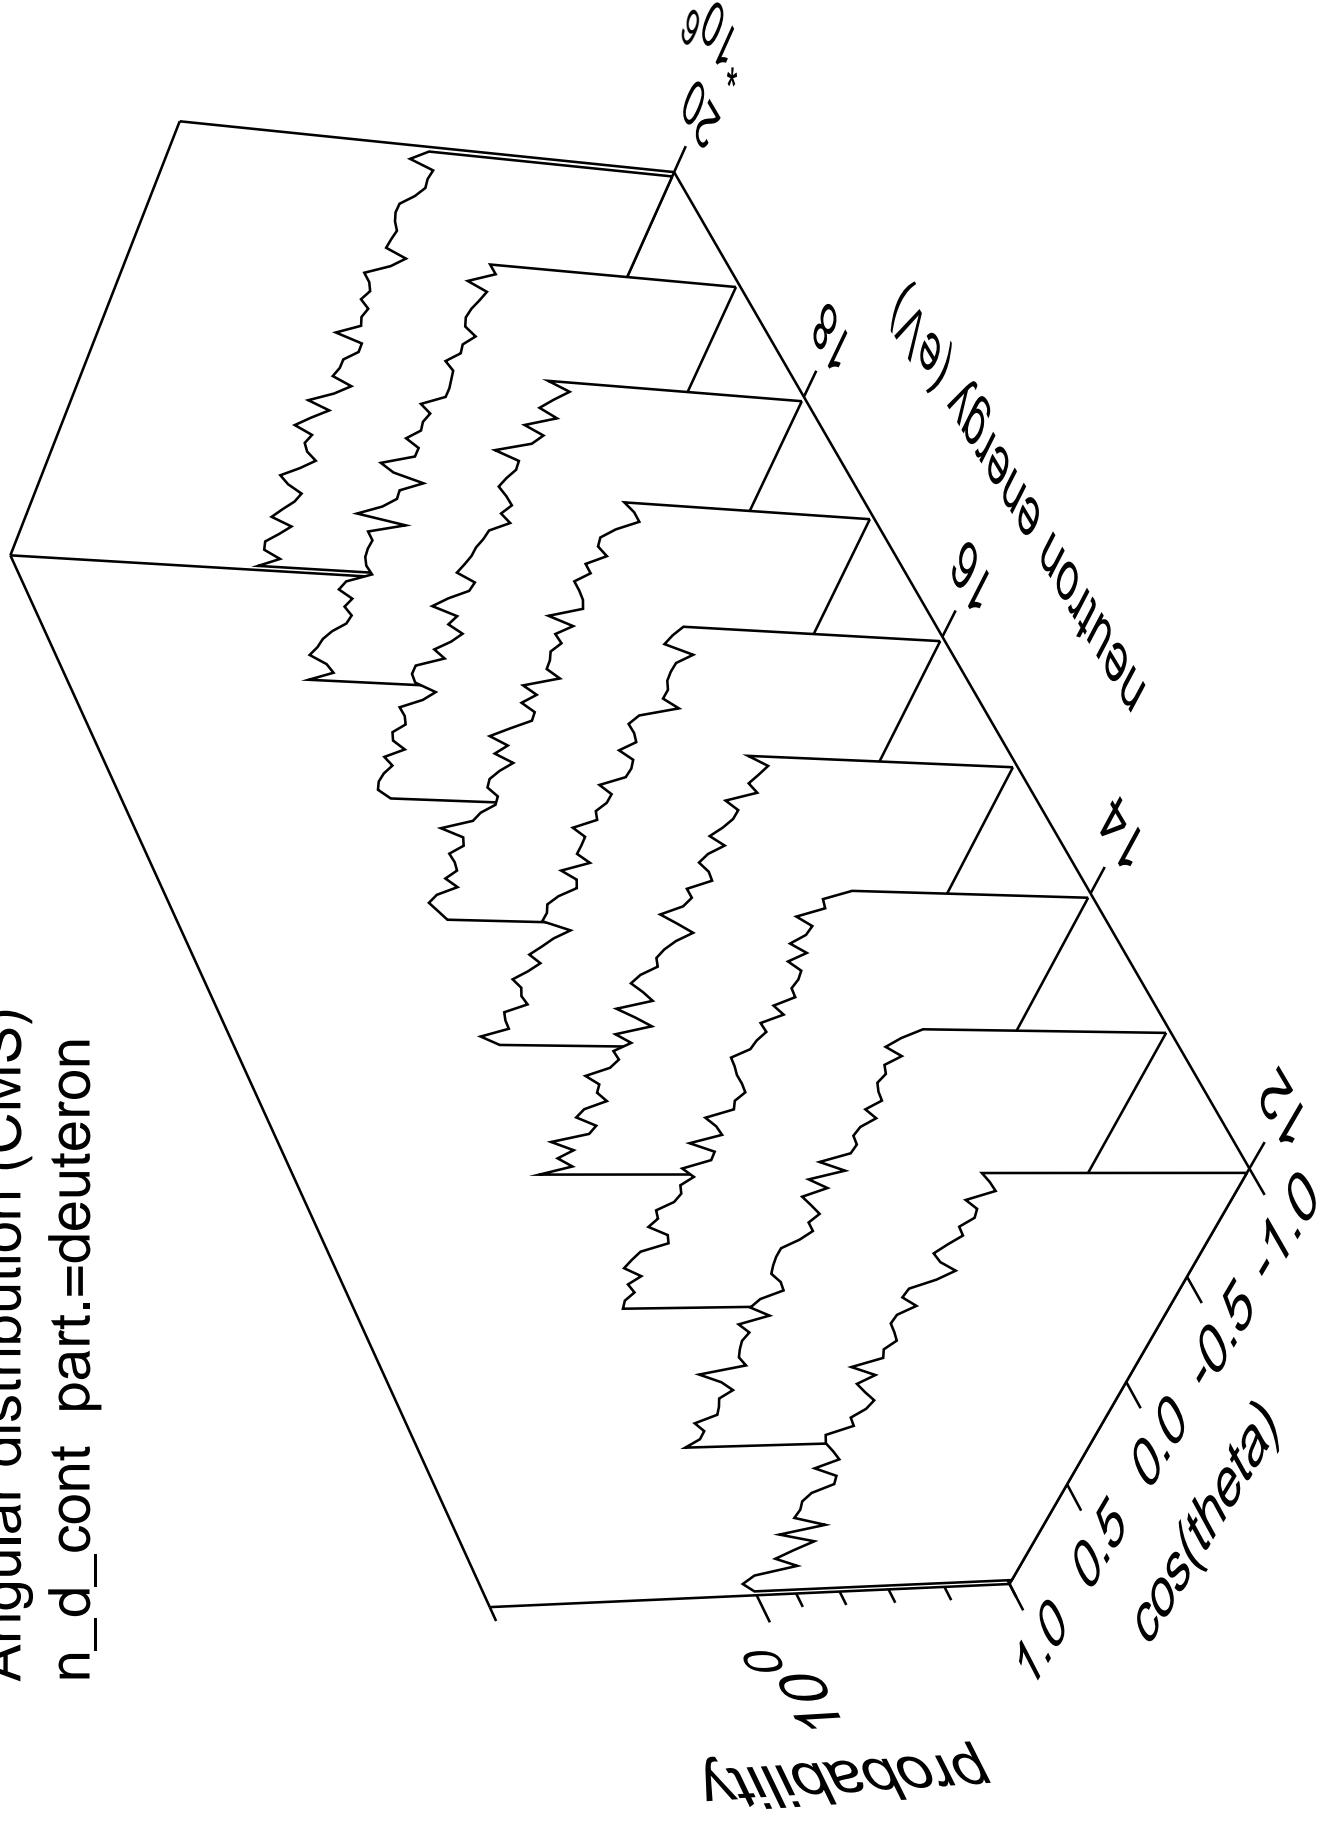 Angular distribution (CMS)
n_d_cont part.=deuteron
probability
10^0
1.0 0.5 0.0 -0.5 -1.0
cos(theta)
12 14 16 18 20 *10^6
neutron energy (eV)